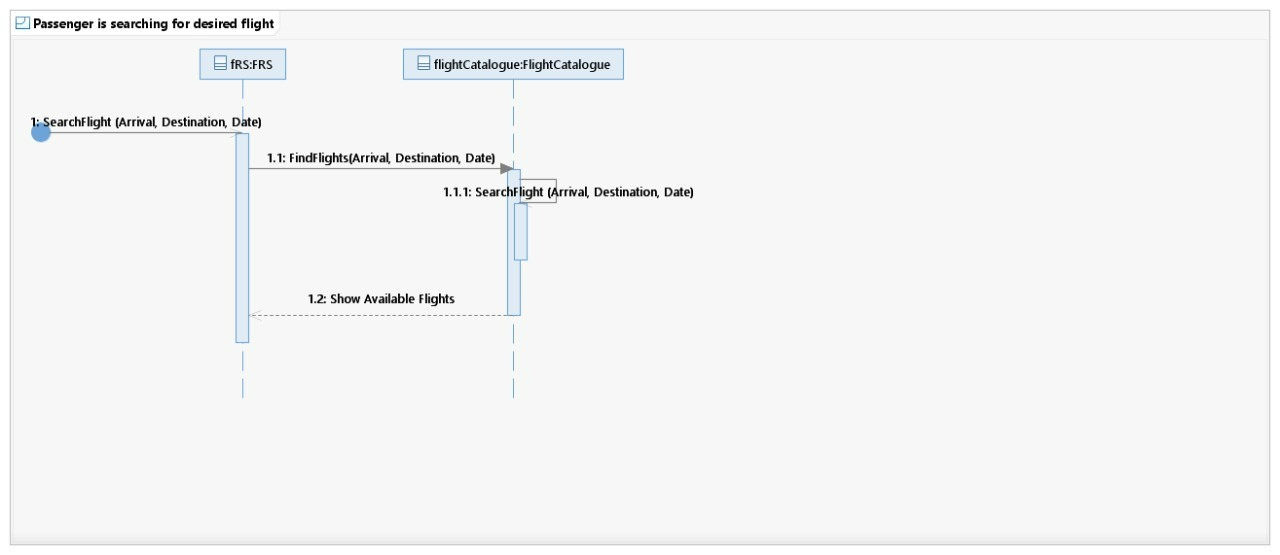 Passenger is searching for desired flight
fRS:FRS
flightCatalogue:FlightCatalogue
1: SearchFlight (Arrival, Destination, Date)
1.1: FindFlights(Arrival, Destination, Date)
1.1.1: SearchFlight (Arrival, Destination, Date)
1.2: Show Available Flights